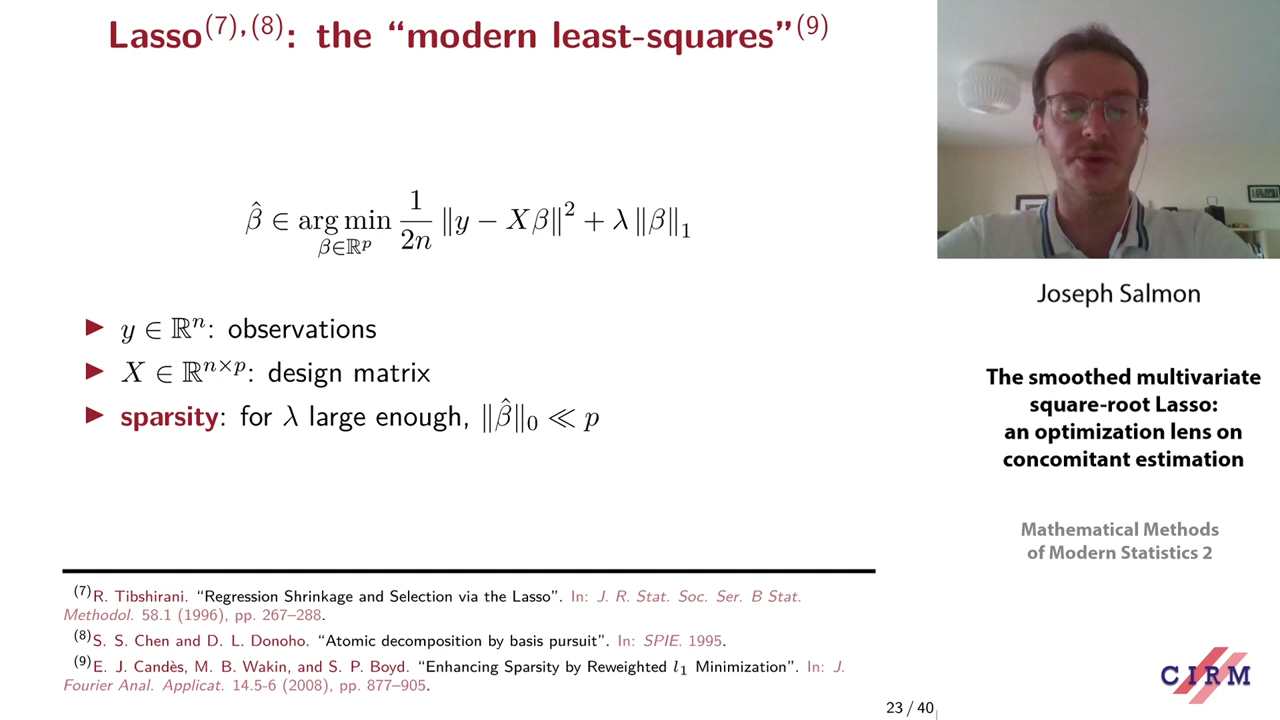 Lasso(7),(8): the “modern least-squares”(9)
β̂ ∈ arg min 1/2n ‖y − Xβ‖² + λ ‖β‖₁
β∈ℝᵖ
▶ y ∈ ℝⁿ: observations
▶ X ∈ ℝⁿˣᵖ: design matrix
▶ sparsity: for λ large enough, ‖β̂‖₀ ≪ p
(7)R. Tibshirani. “Regression Shrinkage and Selection via the Lasso”. In: J. R. Stat. Soc. Ser. B Stat.
Methodol. 58.1 (1996), pp. 267–288.
(8)S. S. Chen and D. L. Donoho. “Atomic decomposition by basis pursuit”. In: SPIE. 1995.
(9)E. J. Candès, M. B. Wakin, and S. P. Boyd. “Enhancing Sparsity by Reweighted l₁ Minimization”. In: J.
Fourier Anal. Applicat. 14.5-6 (2008), pp. 877–905.
23 / 40
Joseph Salmon
The smoothed multivariate
square-root Lasso:
an optimization lens on
concomitant estimation
Mathematical Methods
of Modern Statistics 2
CIRM